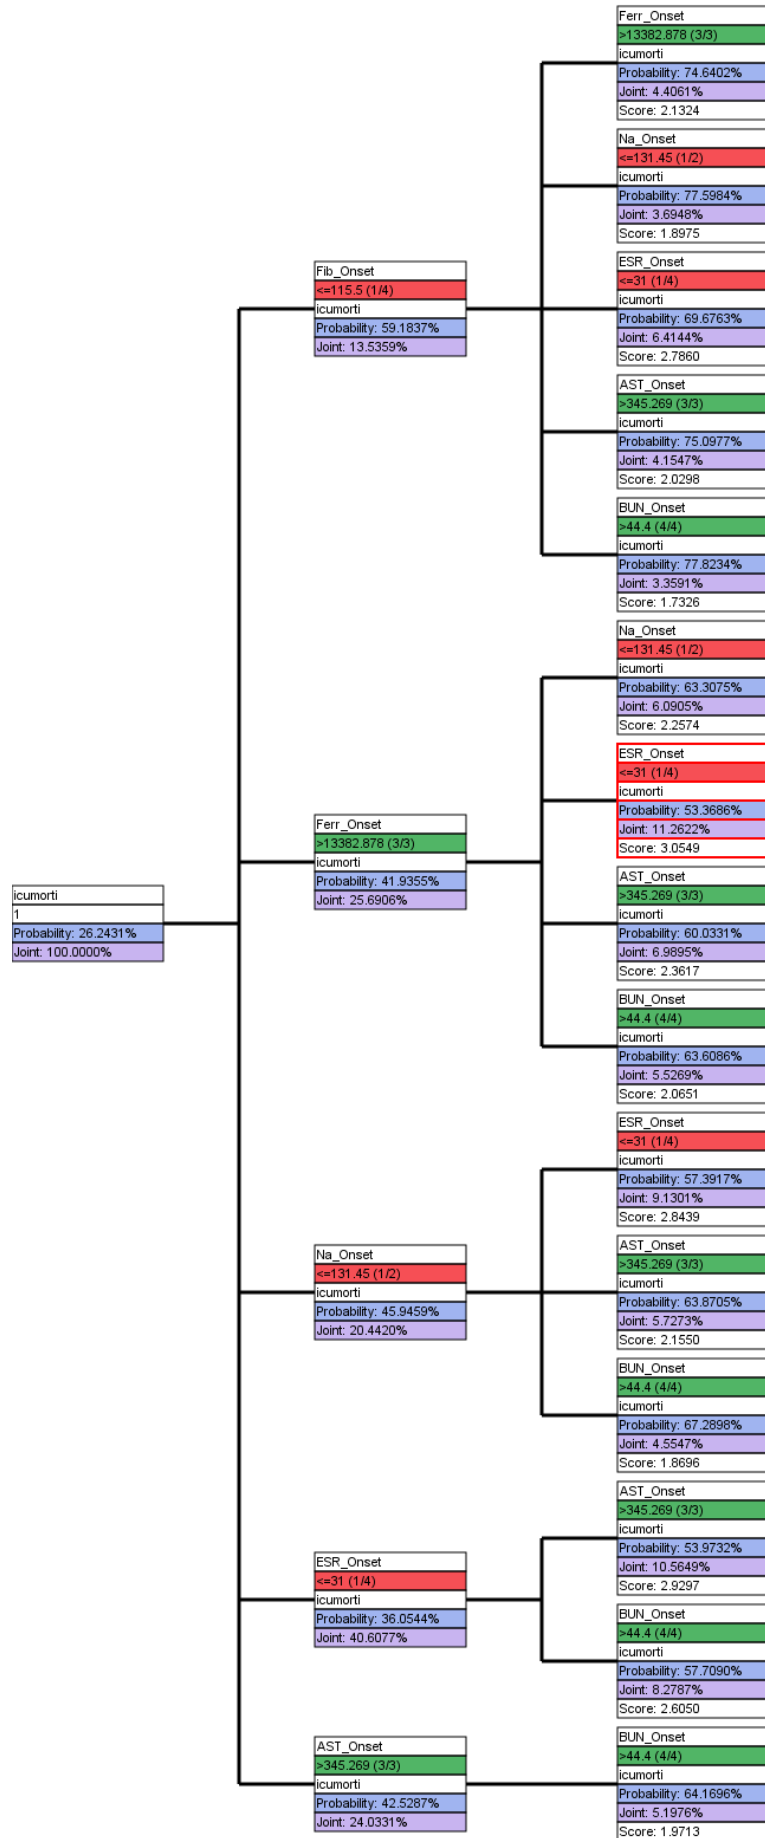 icumorti
1
Probability: 26.2431%
Joint: 100.0000%
Fib_Onset
<=115.5 (1/4)
icumorti
Probability: 59.1837%
Joint: 13.5359%
Ferr_Onset
>13382.878 (3/3)
icumorti
Probability: 74.6402%
Joint: 4.4061%
Score: 2.1324
Na_Onset
<=131.45 (1/2)
icumorti
Probability: 77.5984%
Joint: 3.6948%
Score: 1.8975
ESR_Onset
<=31 (1/4)
icumorti
Probability: 69.6763%
Joint: 6.4144%
Score: 2.7860
AST_Onset
>345.269 (3/3)
icumorti
Probability: 75.0977%
Joint: 4.1547%
Score: 2.0298
BUN_Onset
>44.4 (4/4)
icumorti
Probability: 77.8234%
Joint: 3.3591%
Score: 1.7326
Ferr_Onset
>13382.878 (3/3)
icumorti
Probability: 41.9355%
Joint: 25.6906%
Na_Onset
<=131.45 (1/2)
icumorti
Probability: 63.3075%
Joint: 6.0905%
Score: 2.2574
ESR_Onset
<=31 (1/4)
icumorti
Probability: 53.3686%
Joint: 11.2622%
Score: 3.0549
AST_Onset
>345.269 (3/3)
icumorti
Probability: 60.0331%
Joint: 6.9895%
Score: 2.3617
BUN_Onset
>44.4 (4/4)
icumorti
Probability: 63.6086%
Joint: 5.5269%
Score: 2.0651
Na_Onset
<=131.45 (1/2)
icumorti
Probability: 45.9459%
Joint: 20.4420%
ESR_Onset
<=31 (1/4)
icumorti
Probability: 57.3917%
Joint: 9.1301%
Score: 2.8439
AST_Onset
>345.269 (3/3)
icumorti
Probability: 63.8705%
Joint: 5.7273%
Score: 2.1550
BUN_Onset
>44.4 (4/4)
icumorti
Probability: 67.2898%
Joint: 4.5547%
Score: 1.8696
ESR_Onset
<=31 (1/4)
icumorti
Probability: 36.0544%
Joint: 40.6077%
AST_Onset
>345.269 (3/3)
icumorti
Probability: 53.9732%
Joint: 10.5649%
Score: 2.9297
BUN_Onset
>44.4 (4/4)
icumorti
Probability: 57.7090%
Joint: 8.2787%
Score: 2.6050
AST_Onset
>345.269 (3/3)
icumorti
Probability: 42.5287%
Joint: 24.0331%
BUN_Onset
>44.4 (4/4)
icumorti
Probability: 64.1696%
Joint: 5.1976%
Score: 1.9713